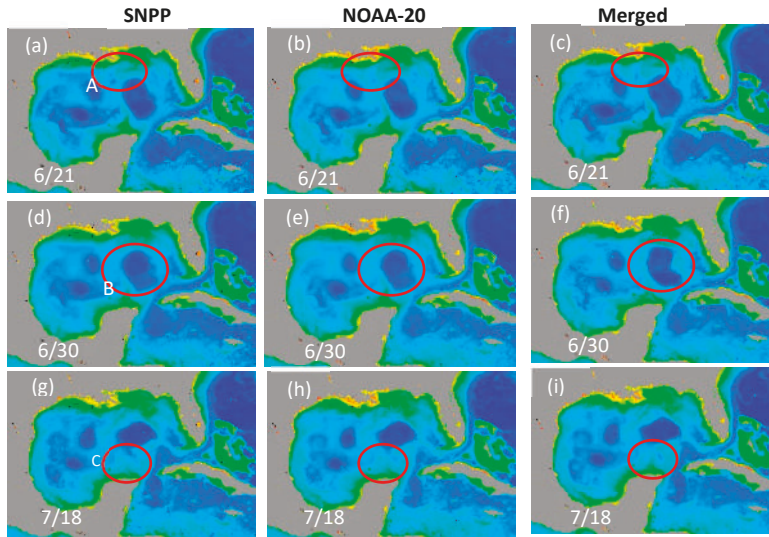 SNPP NOAA-20 Merged
(a) (b) (c)
A
6/21 6/21 6/21
(d) (e) (f)
B
6/30 6/30 6/30
(g) (h) (i)
C
7/18 7/18 7/18